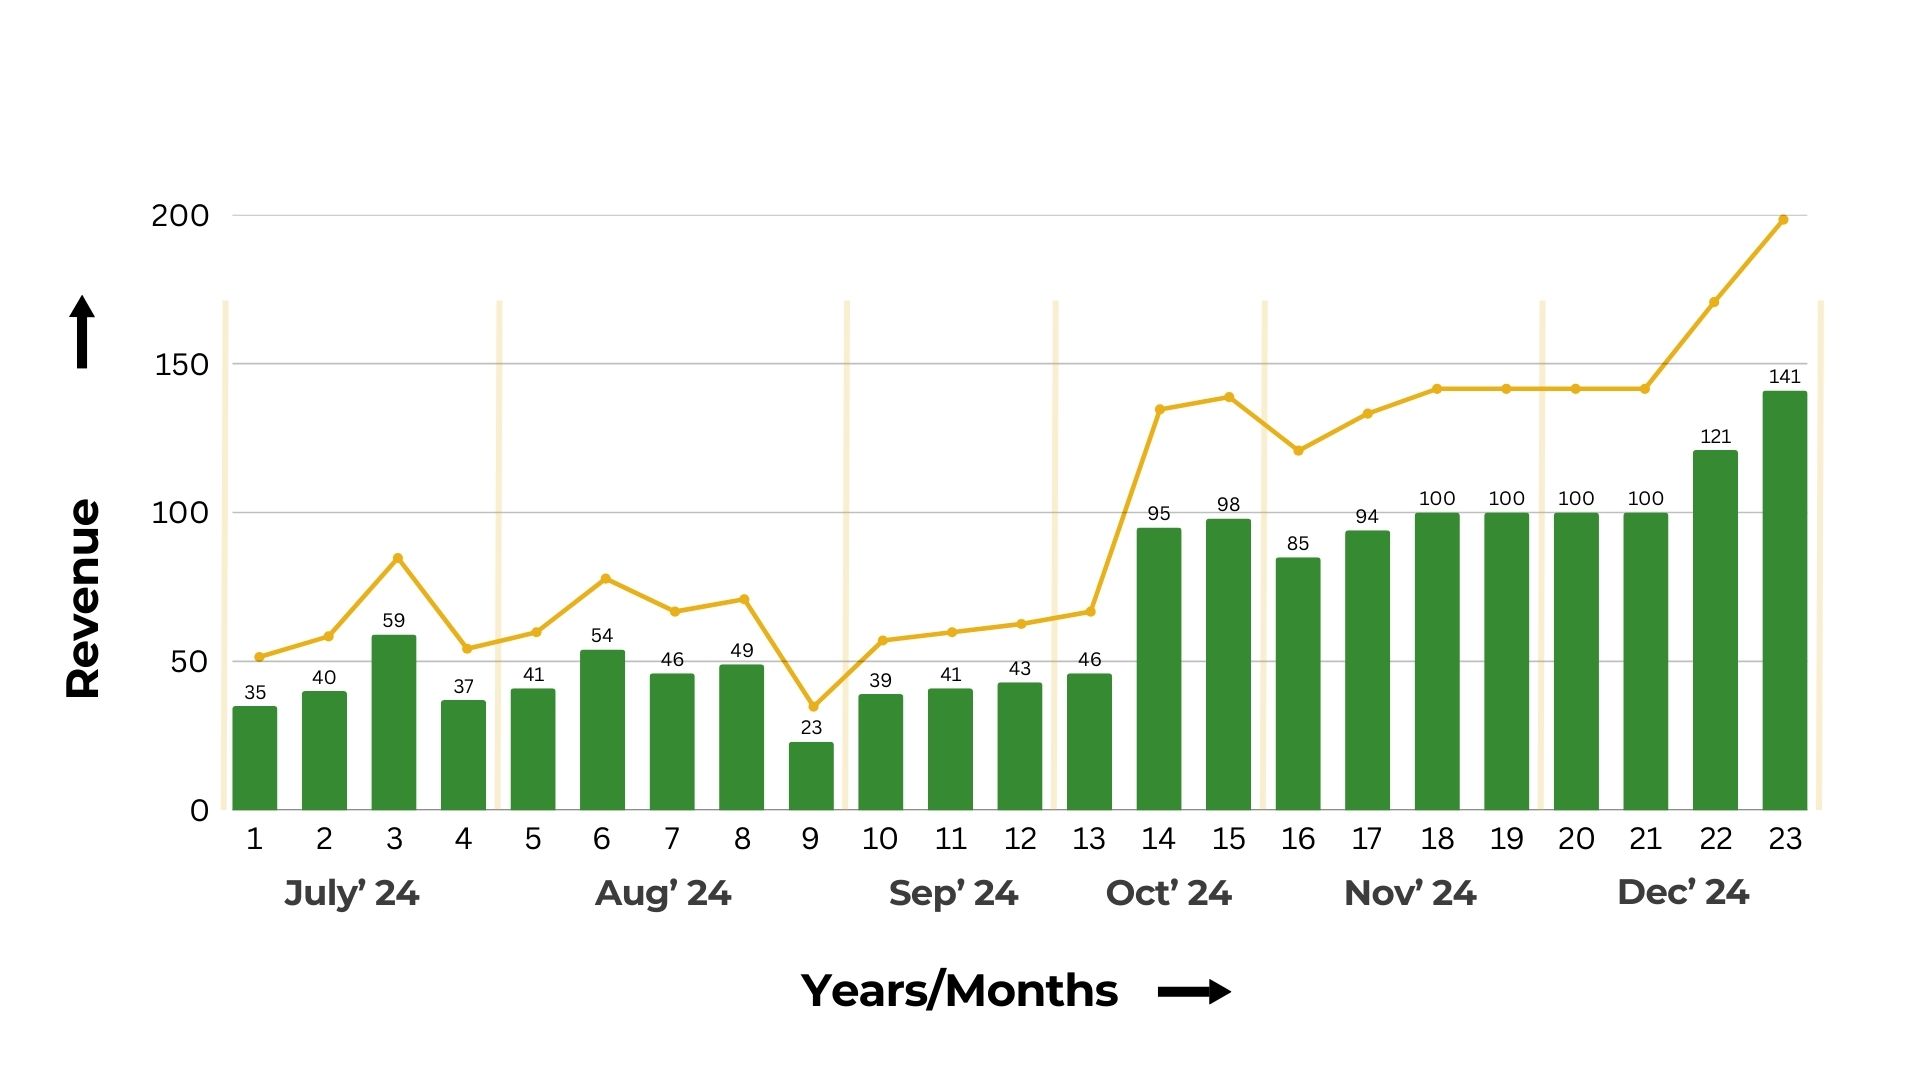 200
150
100
50
0
Revenue
35 40 59 37 41 54 46 49 23 39 41 43 46 95 98 85 94 100 100 100 100 121 141
1 2 3 4 5 6 7 8 9 10 11 12 13 14 15 16 17 18 19 20 21 22 23
July’ 24 Aug’ 24 Sep’ 24 Oct’ 24 Nov’ 24 Dec’ 24
Years/Months